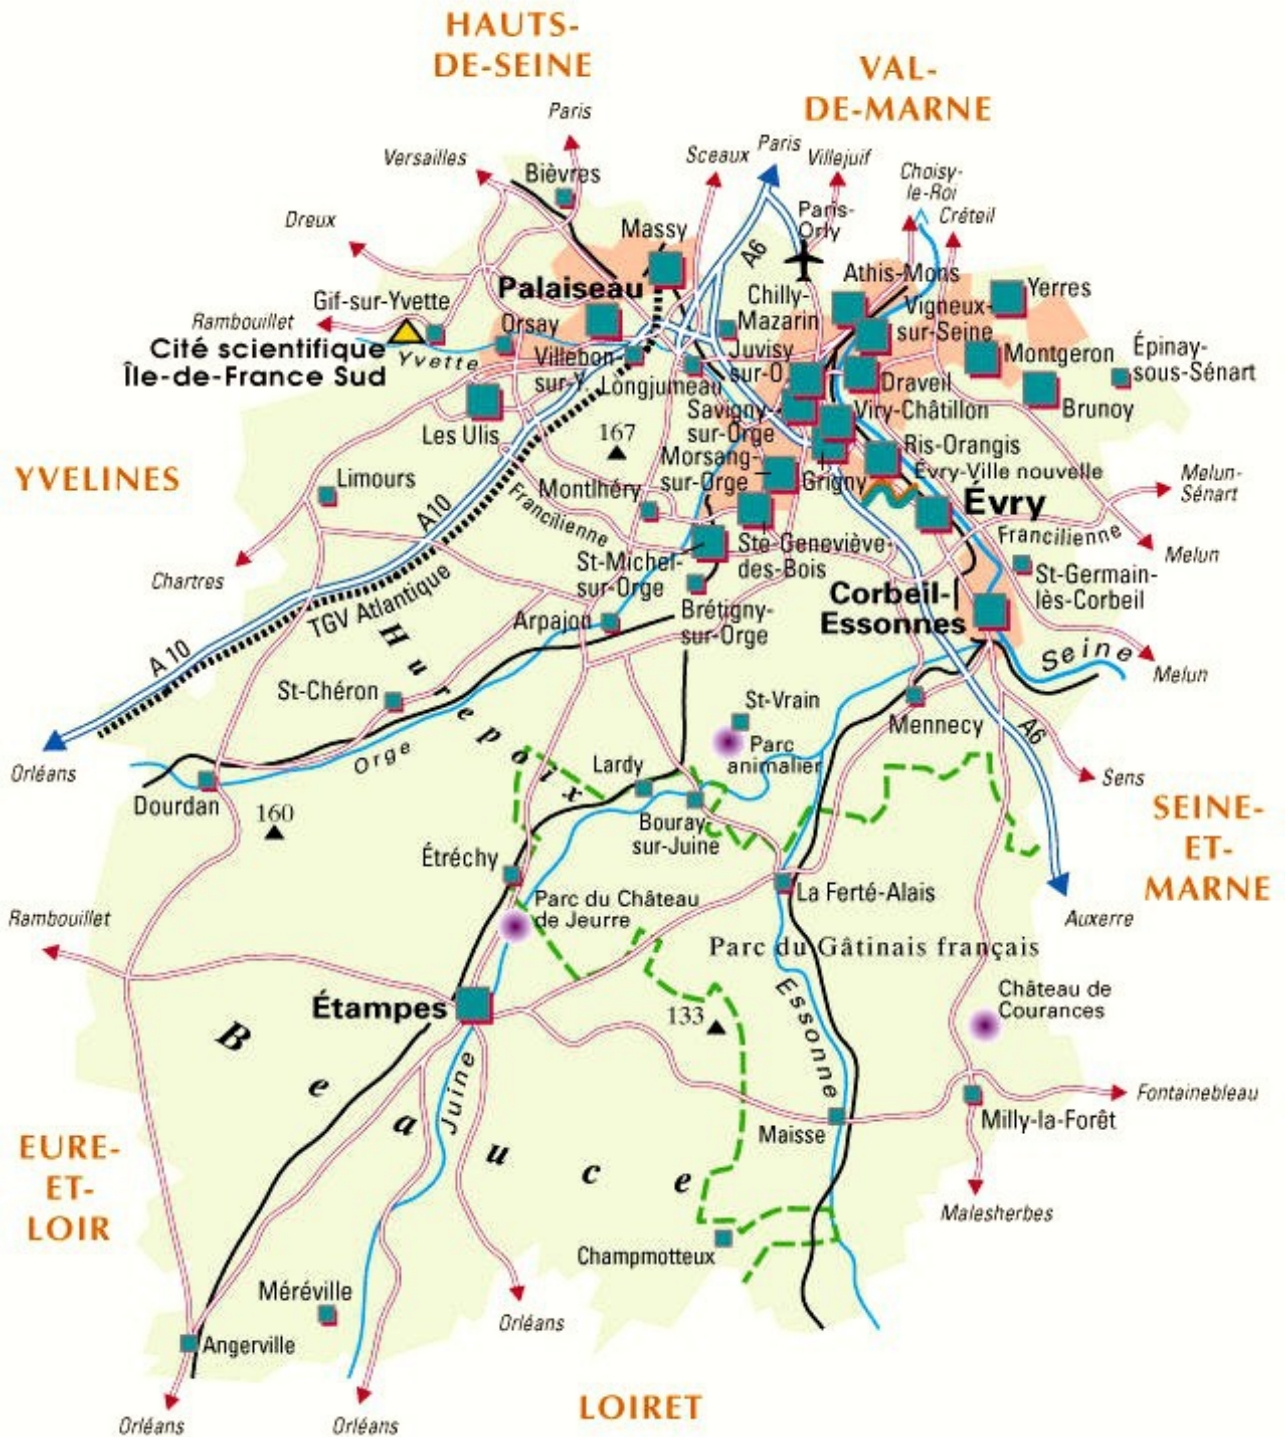 HAUTS-
DE-SEINE
VAL-
DE-MARNE
Paris
Versailles
Sceaux
Paris
Villejuif
Choisy-
le-Roi
Créteil
Bièvres
Dreux
Massy
Paris-
Orly
A6
Athis-Mons
Palaiseau
Chilly-
Mazarin
Vigneux-
sur-Seine
Yerres
Gif-sur-Yvette
Rambouillet
Orsay
Cité scientifique
Île-de-France Sud
Yvette
Villebon-
sur-Y.
Longjumeau
Juvisy
sur-O.
Montgeron
Épinay-
sous-Sénart
Draveil
Brunoy
Savigny-
sur-Orge
Viry-Châtillon
Les Ulis
167
Morsang-
sur-Orge
Grigny
Ris-Orangis
Évry-Ville nouvelle
Évry
YVELINES
Limours
Melun-
Sénart
A10
Francilienne
Montlhéry
Francilienne
Melun
Chartres
St-Michel-
sur-Orge
Ste-Geneviève-
des-Bois
St-Germain-
lès-Corbeil
TGV Atlantique
Corbeil-
Essonnes
Arpajon
Brétigny-
sur-Orge
Hurepoix
A 10
Seine
Melun
St-Chéron
St-Vrain
Mennecy
A6
Orge
Parc
animalier
Orléans
Lardy
Sens
Dourdan
160
Bouray-
sur-Juine
SEINE-
ET-
MARNE
Étréchy
La Ferté-Alais
Parc du Château
de Jeurre
Rambouillet
Auxerre
Parc du Gâtinais français
Étampes
Essonne
Château de
Courances
133
Beauce
Juine
Fontainebleau
Maisse
Milly-la-Forêt
EURE-
ET-
LOIR
Malesherbes
Champmotteux
Méréville
Orléans
Angerville
LOIRET
Orléans
Orléans